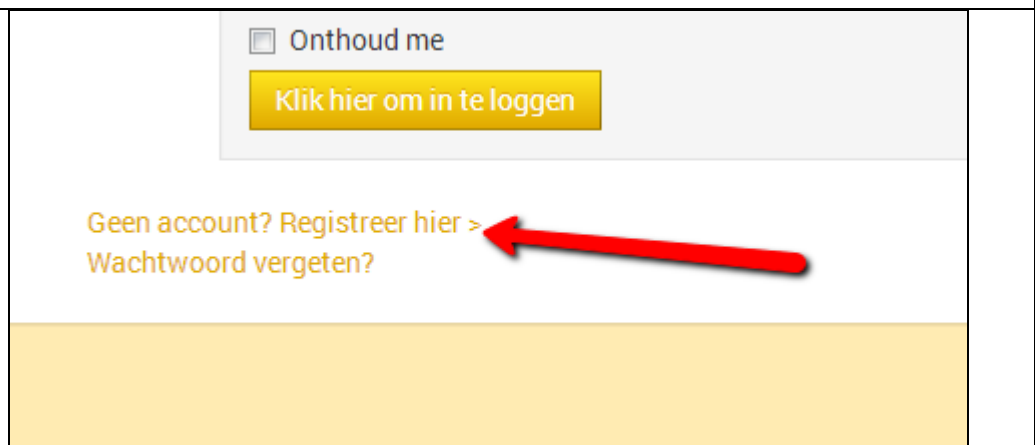 Onthoud me
Klik hier om in te loggen
Geen account? Registreer hier >
Wachtwoord vergeten?